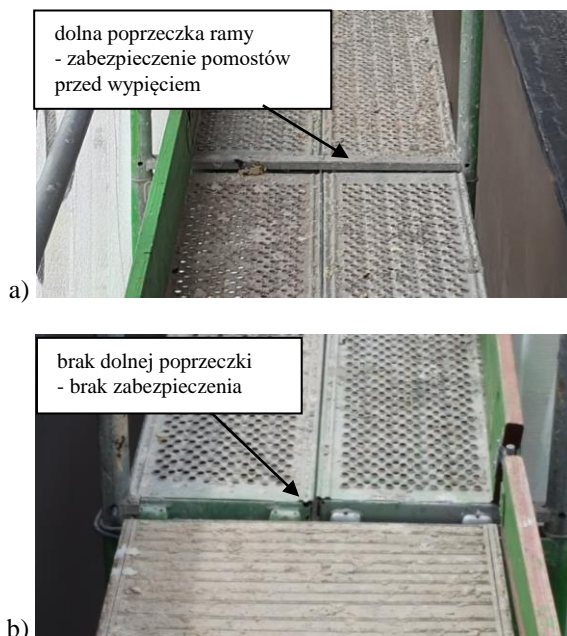 dolna poprzeczka ramy
- zabezpieczenie pomostów
przed wypięciem
a)
brak dolnej poprzeczki
- brak zabezpieczenia
b)